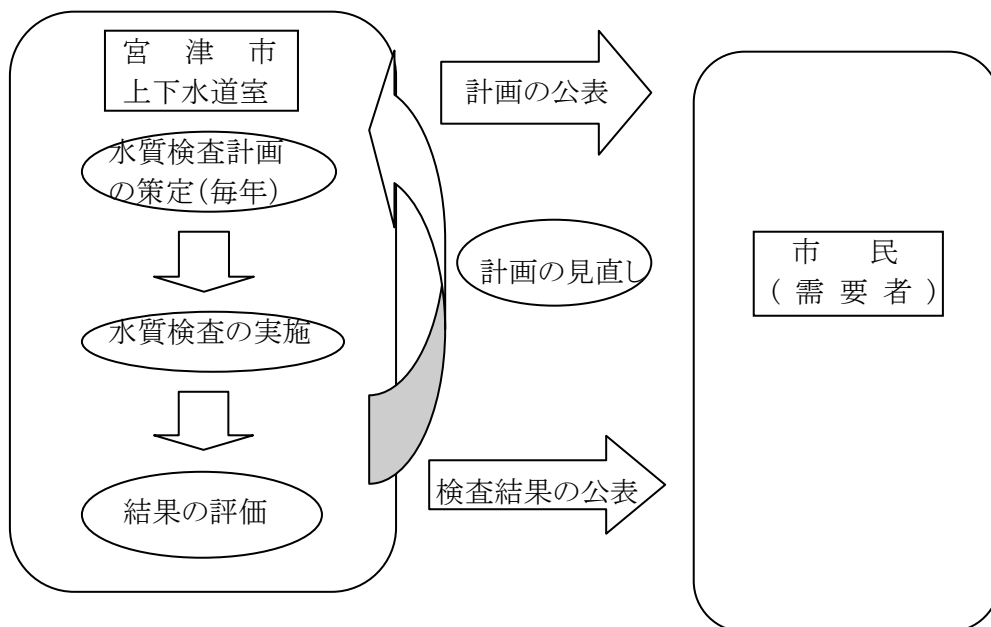 宮津市
上下水道室
計画の公表
水質検査計画
の策定（毎年）
計画の見直し
市民
(需要者)
水質検査の実施
検査結果の公表
結果の評価